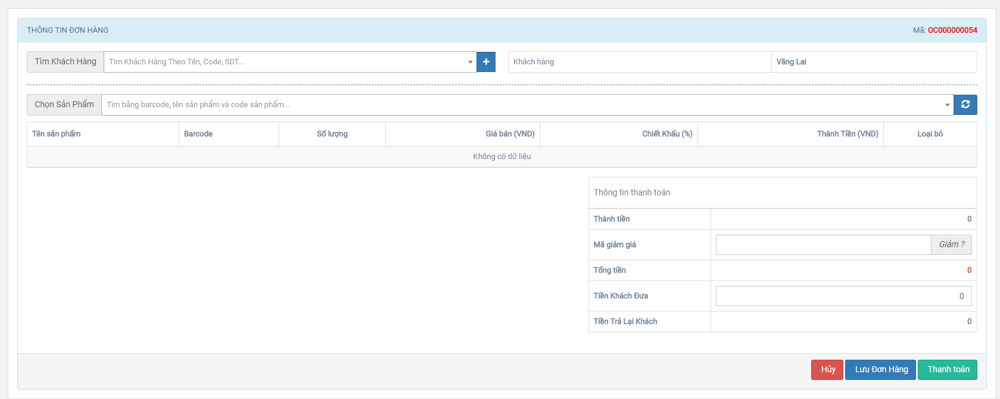 THÔNG TIN ĐƠN HÀNG Mã: OC000000054
Tìm Khách Hàng Tìm Khách Hàng Theo Tên, Code, SDT... Khách hàng Vãng Lai
Chọn Sản Phẩm Tìm bằng barcode, tên sản phẩm và code sản phẩm...
Tên sản phẩm Barcode Số lượng Giá bán (VND) Chiết Khấu (%) Thành Tiền (VND) Loại bỏ
Không có dữ liệu
Thông tin thanh toán
Thành tiền 0
Mã giảm giá Giảm ?
Tổng tiền 0
Tiền Khách Đưa 0
Tiền Trả Lại Khách 0
Hủy Lưu Đơn Hàng Thanh toán